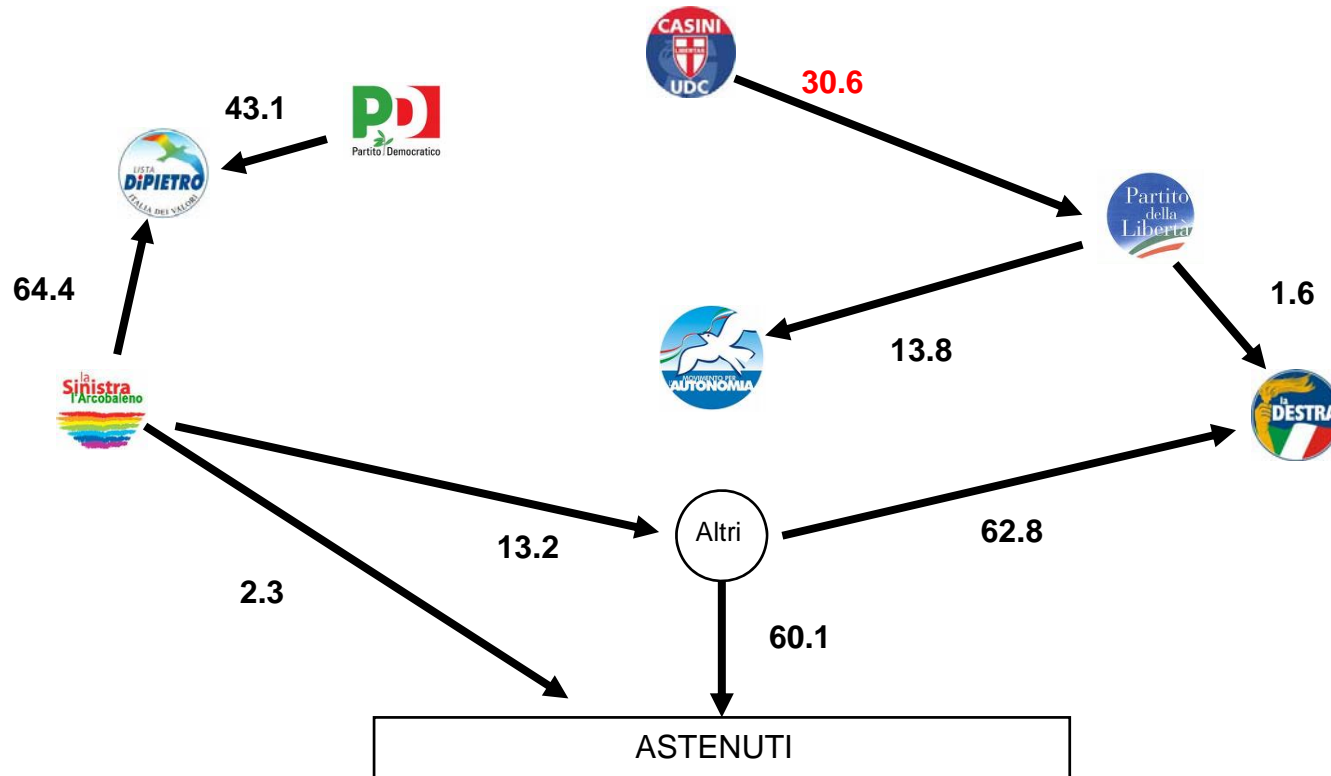 CASINI
LIBERTAS
UDC
30.6
43.1
PD
Partito Democratico
LISTA
DiPIETRO
ITALIA DEI VALORI
Partito
della
Libertà
64.4
1.6
13.8
MOVIMENTO PER
l'AUTONOMIA
la
Sinistra
l'Arcobaleno
la
DESTRA
Altri
13.2
62.8
2.3
60.1
ASTENUTI